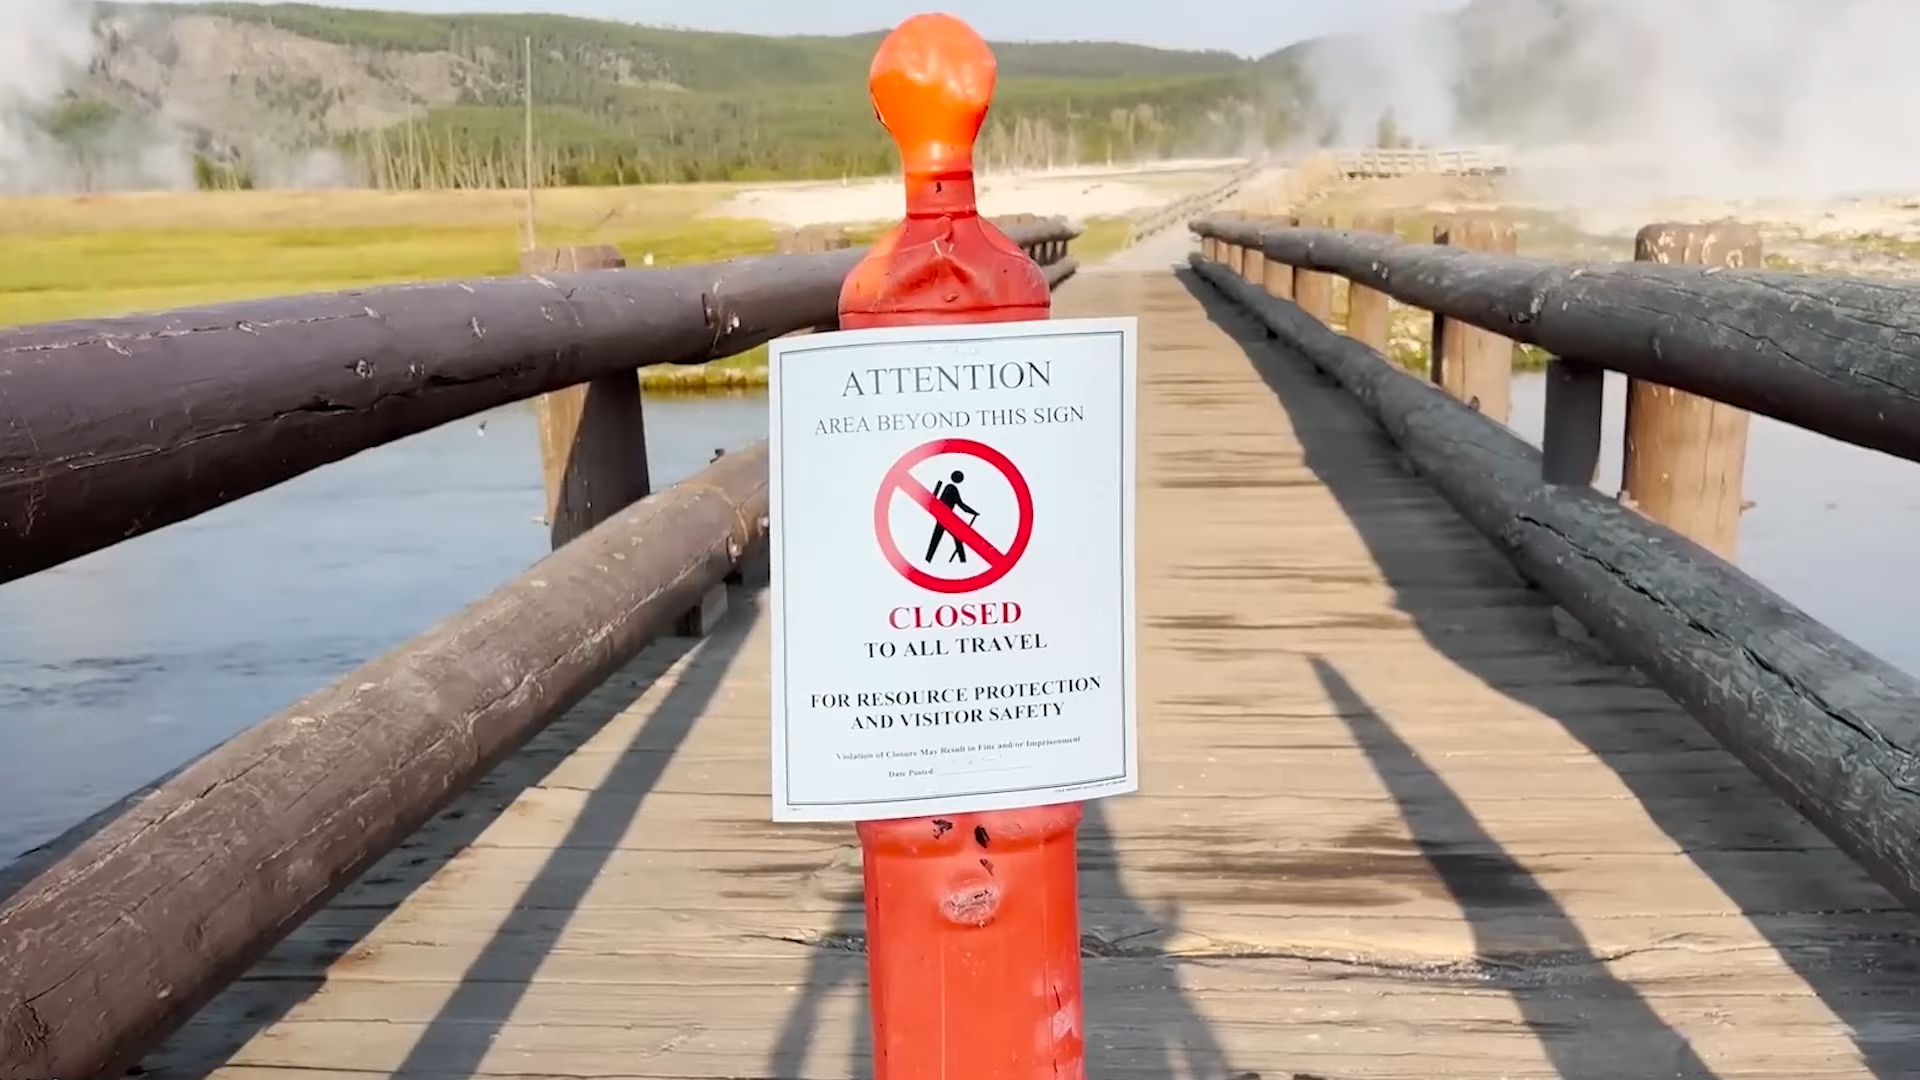 ATTENTION
AREA BEYOND THIS SIGN
CLOSED
TO ALL TRAVEL
FOR RESOURCE PROTECTION
AND VISITOR SAFETY
Violation of Closure May Result in Fine and/or Imprisonment
Date Posted: